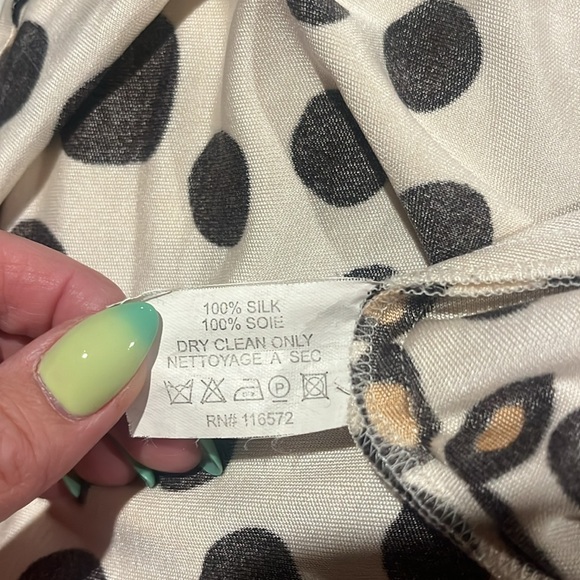 100% SILK
100% SOIE
DRY CLEAN ONLY
NETTOYAGE A SEC
RN# 116572